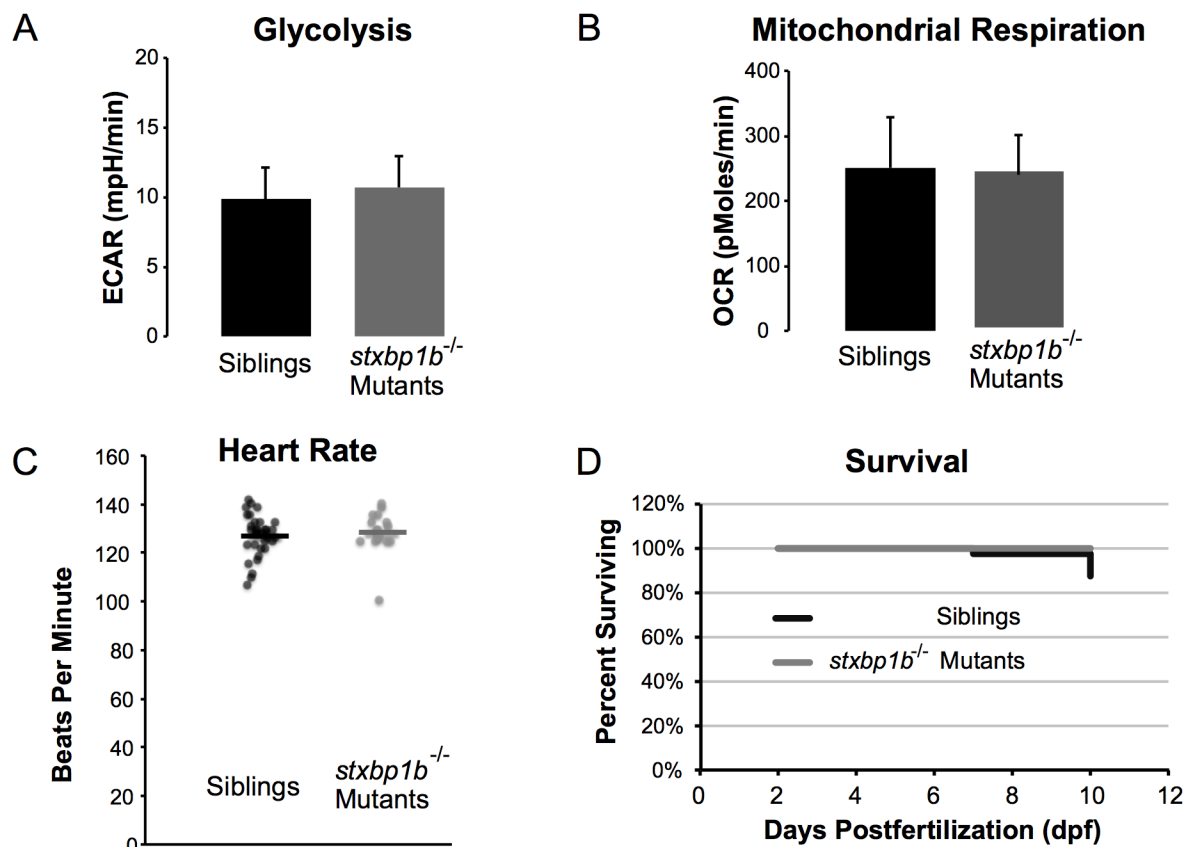 A
Glycolysis
20
15
10
5
0
ECAR (mpH/min)
Siblings
stxbp1b-/-
Mutants
B
Mitochondrial Respiration
400
300
200
100
0
OCR (pMoles/min)
Siblings
stxbp1b-/-
Mutants
C
Heart Rate
160
140
120
100
80
60
40
20
0
Beats Per Minute
Siblings
stxbp1b-/-
Mutants
D
Survival
120%
100%
80%
60%
40%
20%
0%
Percent Surviving
Siblings
stxbp1b-/- Mutants
0 2 4 6 8 10 12
Days Postfertilization (dpf)